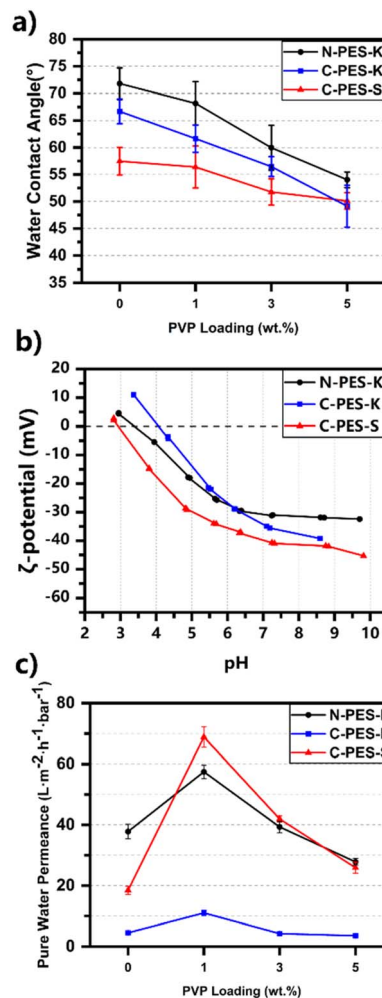 a)
N-PES-K
C-PES-K
C-PES-S
Water Contact Angle(°)
75
70
65
60
55
50
45
40
35
0
1
3
5
PVP Loading (wt.%)
b)
N-PES-K
C-PES-K
C-PES-S
ζ-potential (mV)
20
10
0
-10
-20
-30
-40
-50
-60
2
3
4
5
6
7
8
9
10
pH
c)
N-PES-
C-PES-
C-PES-
Pure Water Permeance (L·m⁻²·h⁻¹·bar⁻¹)
80
60
40
20
0
0
1
3
5
PVP Loading (wt.%)